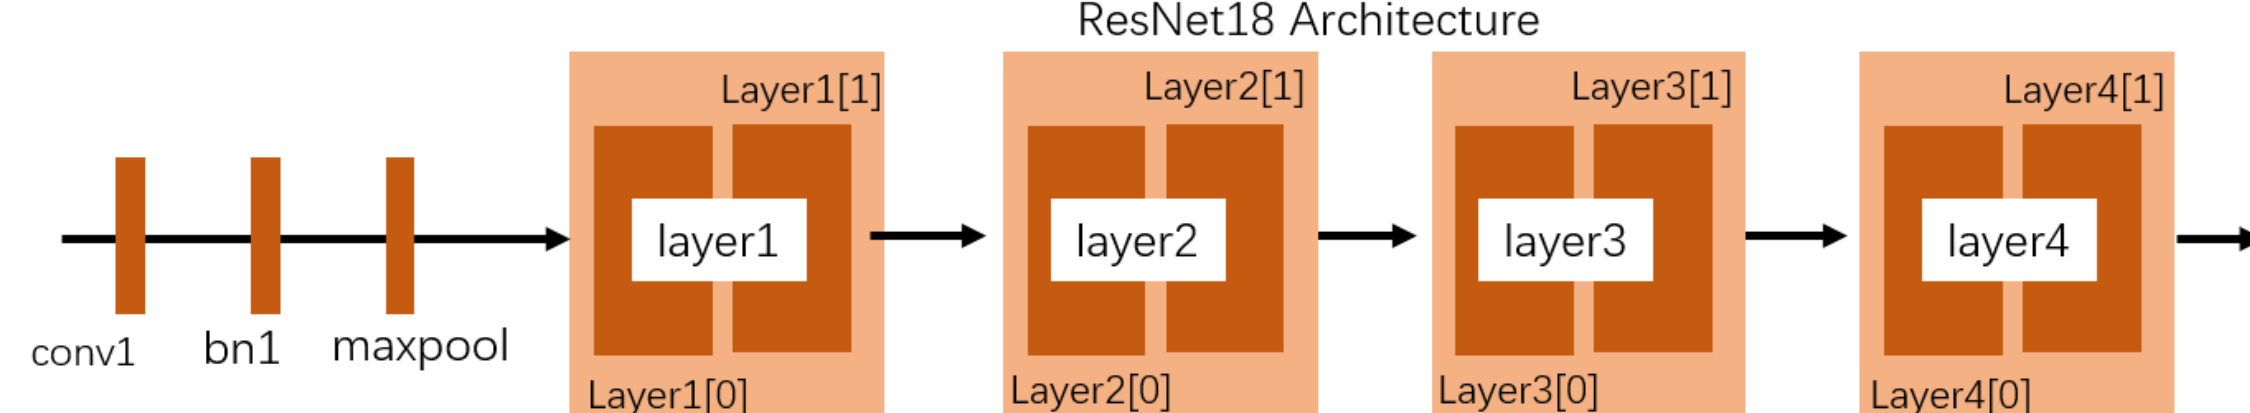 ResNet18 Architecture
conv1
bn1
maxpool
Layer1[1]
layer1
Layer1[0]
Layer2[1]
layer2
Layer2[0]
Layer3[1]
layer3
Layer3[0]
Layer4[1]
layer4
Layer4[0]